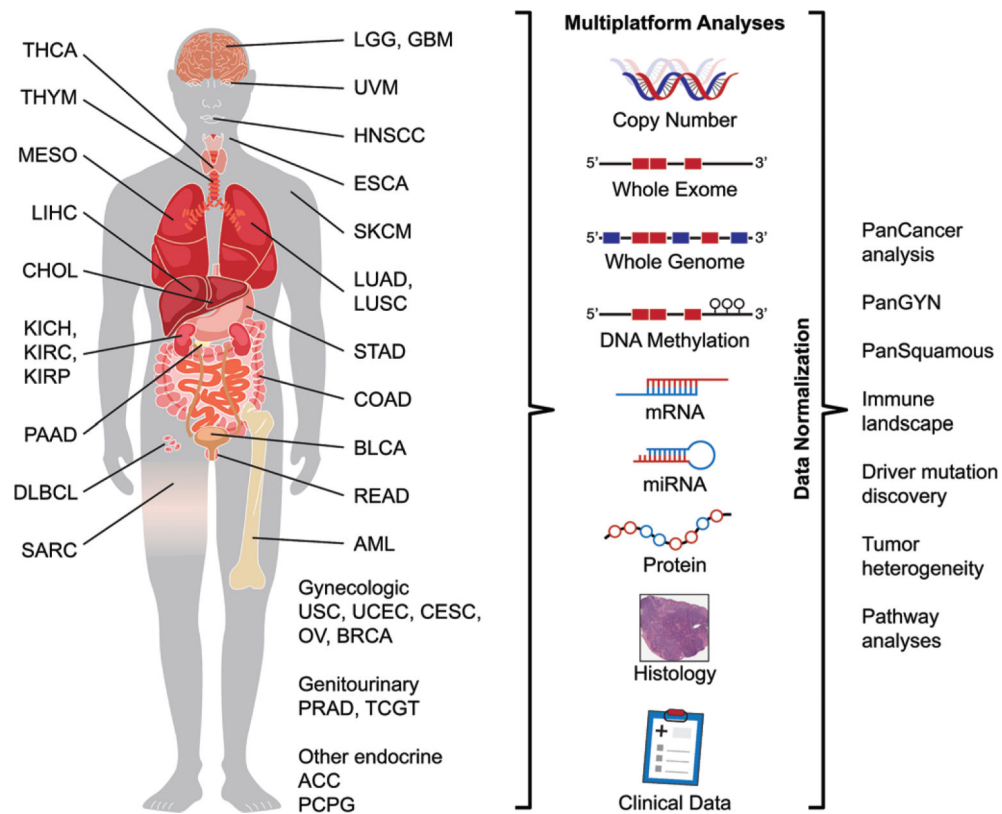 THCA
THYM
MESO
LIHC
CHOL
KICH,
KIRC,
KIRP
PAAD
DLBCL
SARC
LGG, GBM
UVM
HNSCC
ESCA
SKCM
LUAD,
LUSC
STAD
COAD
BLCA
READ
AML
Gynecologic
USC, UCEC, CESC,
OV, BRCA
Genitourinary
PRAD, TCGT
Other endocrine
ACC
PCPG
Multiplatform Analyses
Copy Number
5' 3'
Whole Exome
5' 3'
Whole Genome
5' 3'
DNA Methylation
mRNA
miRNA
Protein
Histology
Clinical Data
Data Normalization
PanCancer
analysis
PanGYN
PanSquamous
Immune
landscape
Driver mutation
discovery
Tumor
heterogeneity
Pathway
analyses